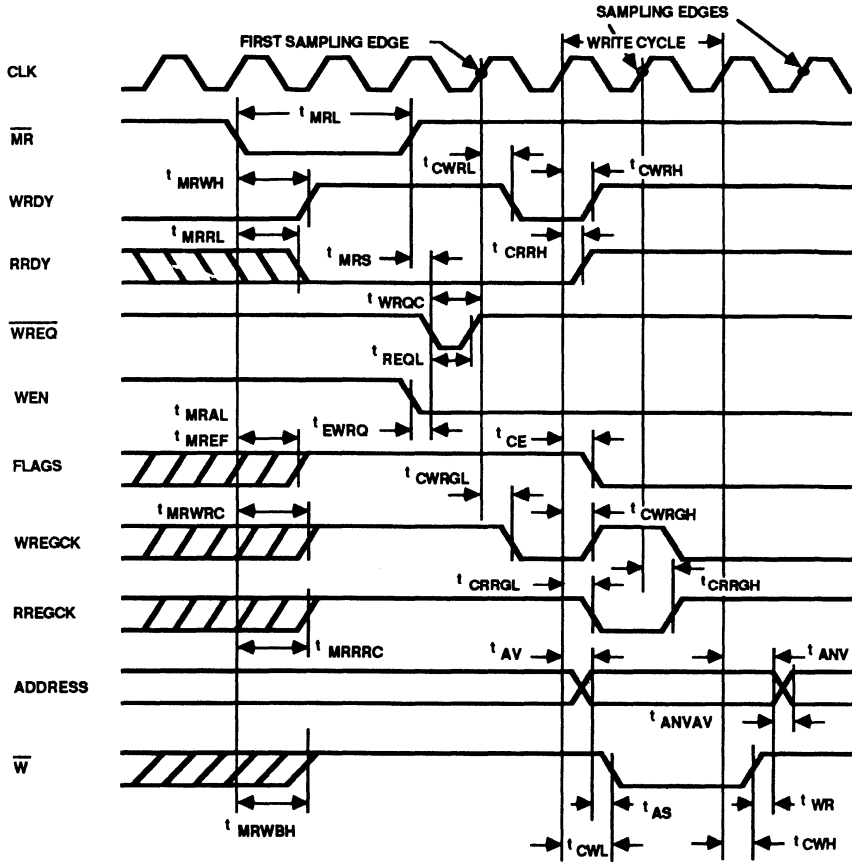 SAMPLING EDGES
FIRST SAMPLING EDGE
WRITE CYCLE
CLK
t MRL
MR
t CWRL
t CWRH
t MRWH
WRDY
t MRRL
t CRRH
t MRS
RRDY
t WRQC
WREQ
t REQL
WEN
t MRAL
t MREF
t EWRQ
t CE
FLAGS
t CWRGL
t MRWRC
t CWRGH
WREGCK
t CRRGL
t CRRGH
RREGCK
t MRRRC
t AV
t ANV
ADDRESS
t ANVAV
W
t AS
t WR
t MRWBH
t CWL
t CWH